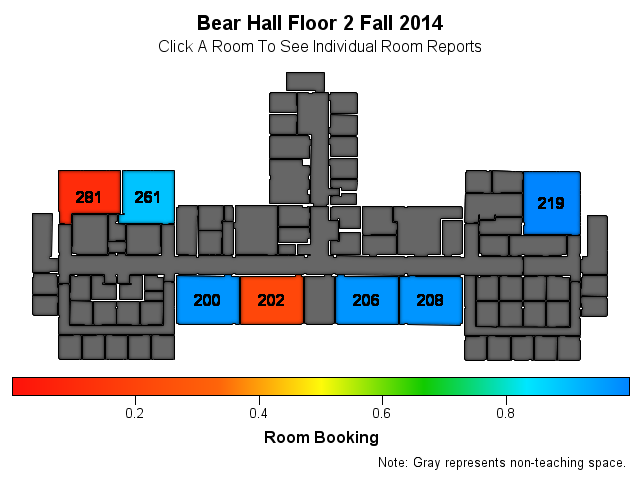 Bear Hall Floor 2 Fall 2014
Click A Room To See Individual Room Reports
281 261 219
200 202 206 208
0.2 0.4 0.6 0.8
Room Booking
Note: Gray represents non-teaching space.